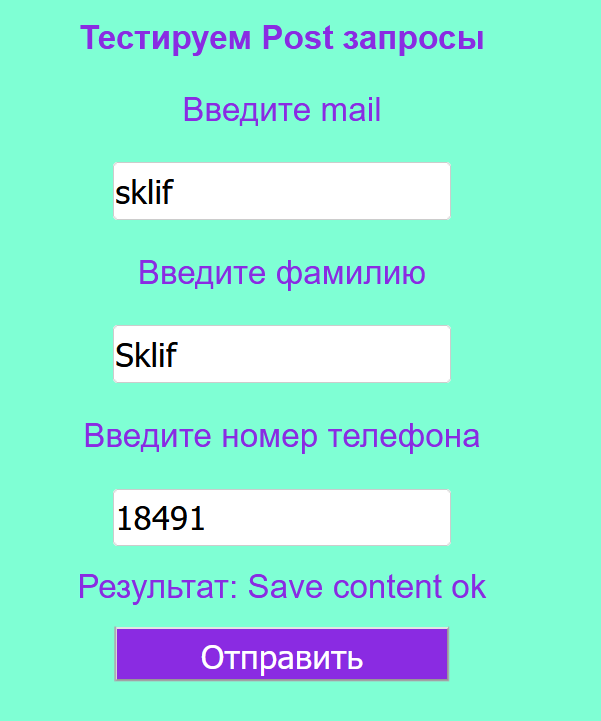 Тестируем Post запросы
Введите mail
sklif
Введите фамилию
Sklif
Введите номер телефона
18491
Результат: Save content ok
Отправить